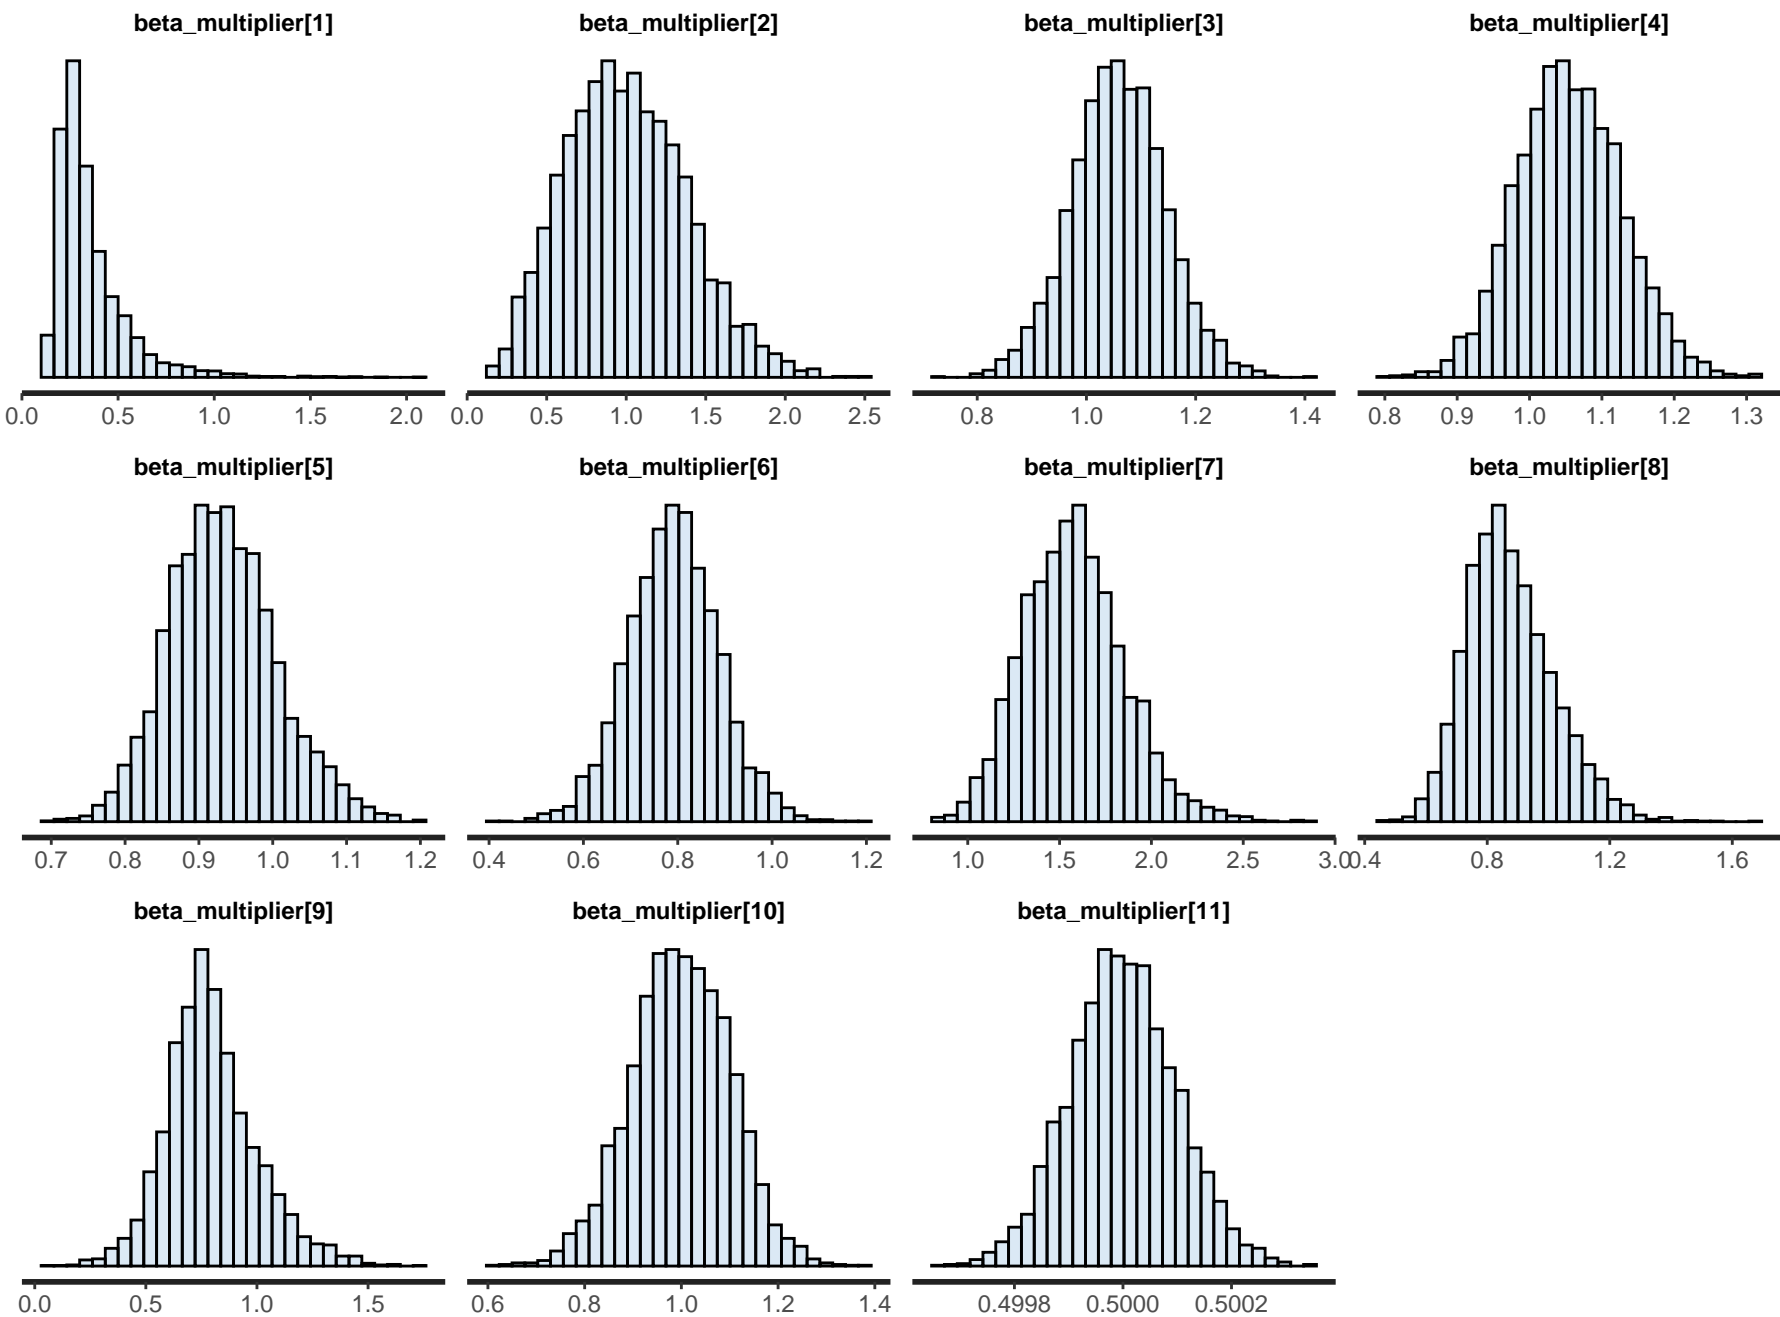 beta_multiplier[1] beta_multiplier[2] beta_multiplier[3] beta_multiplier[4]
0.0 0.5 1.0 1.5 2.0 0.0 0.5 1.0 1.5 2.0 2.5 0.8 1.0 1.2 1.4 0.8 0.9 1.0 1.1 1.2 1.3
beta_multiplier[5] beta_multiplier[6] beta_multiplier[7] beta_multiplier[8]
0.7 0.8 0.9 1.0 1.1 1.2 0.4 0.6 0.8 1.0 1.2 1.0 1.5 2.0 2.5 3.0 0.4 0.8 1.2 1.6
beta_multiplier[9] beta_multiplier[10] beta_multiplier[11]
0.0 0.5 1.0 1.5 0.6 0.8 1.0 1.2 1.4 0.4998 0.5000 0.5002